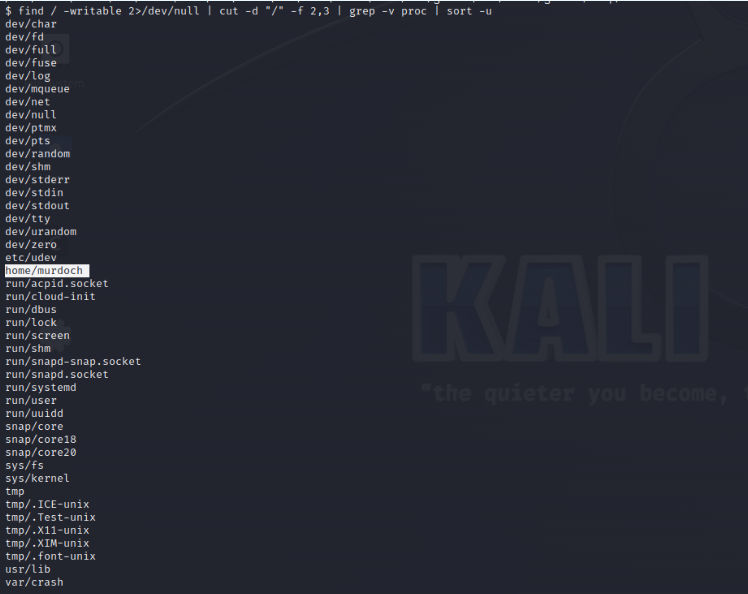 $ find / -writable 2>/dev/null | cut -d "/" -f 2,3 | grep -v proc | sort -u
dev/char
dev/fd
dev/full
dev/fuse
dev/log
dev/mqueue
dev/net
dev/null
dev/ptmx
dev/pts
dev/random
dev/shm
dev/stderr
dev/stdin
dev/stdout
dev/tty
dev/urandom
dev/zero
etc/udev
home/murdoch
run/acpid.socket
run/cloud-init
run/dbus
run/lock
run/screen
run/shm
run/snapd-snap.socket
run/snapd.socket
run/systemd
run/user
run/uuidd
snap/core
snap/core18
snap/core20
sys/fs
sys/kernel
tmp
tmp/.ICE-unix
tmp/.Test-unix
tmp/.X11-unix
tmp/.XIM-unix
tmp/.font-unix
usr/lib
var/crash
KALI
"the quieter you become,